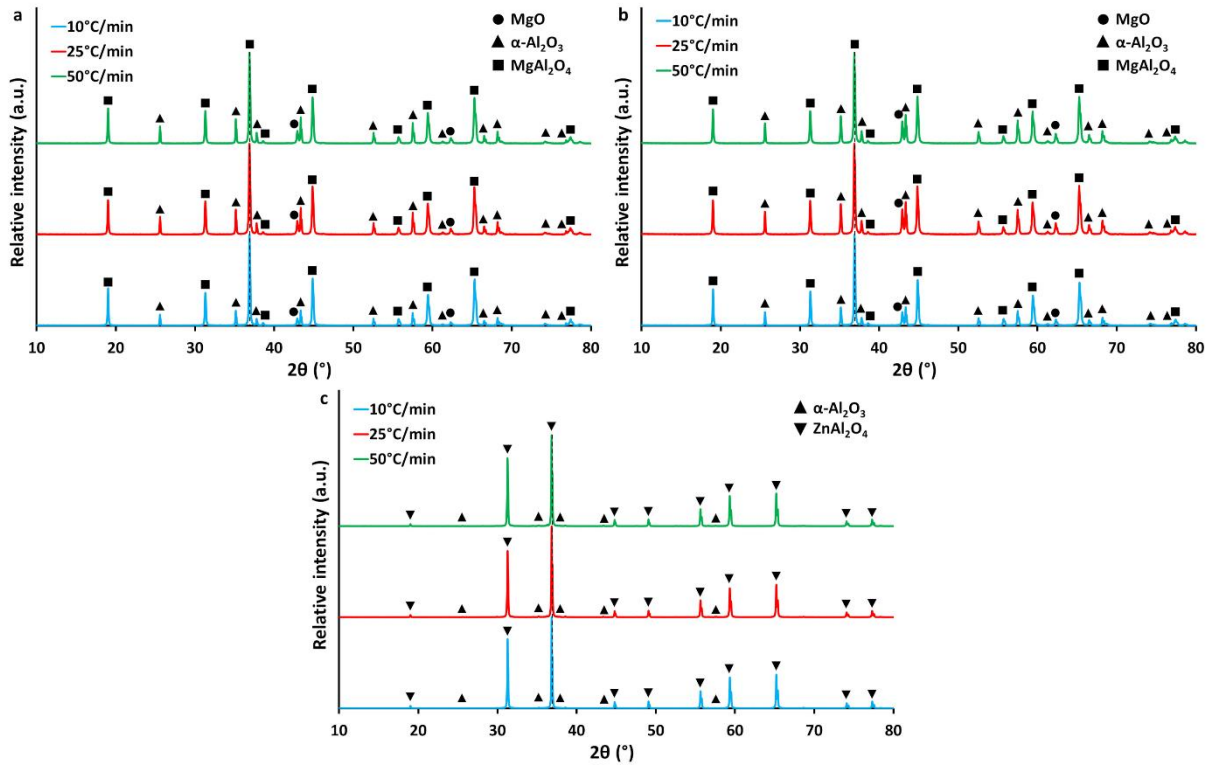 a
10°C/min
25°C/min
50°C/min
MgO
α-Al₂O₃
MgAl₂O₄
Relative intensity (a.u.)
10 20 30 40 50 60 70 80
2θ (°)
b
10°C/min
25°C/min
50°C/min
MgO
α-Al₂O₃
MgAl₂O₄
Relative intensity (a.u.)
10 20 30 40 50 60 70 80
2θ (°)
c
10°C/min
25°C/min
50°C/min
α-Al₂O₃
ZnAl₂O₄
Relative intensity (a.u.)
10 20 30 40 50 60 70 80
2θ (°)